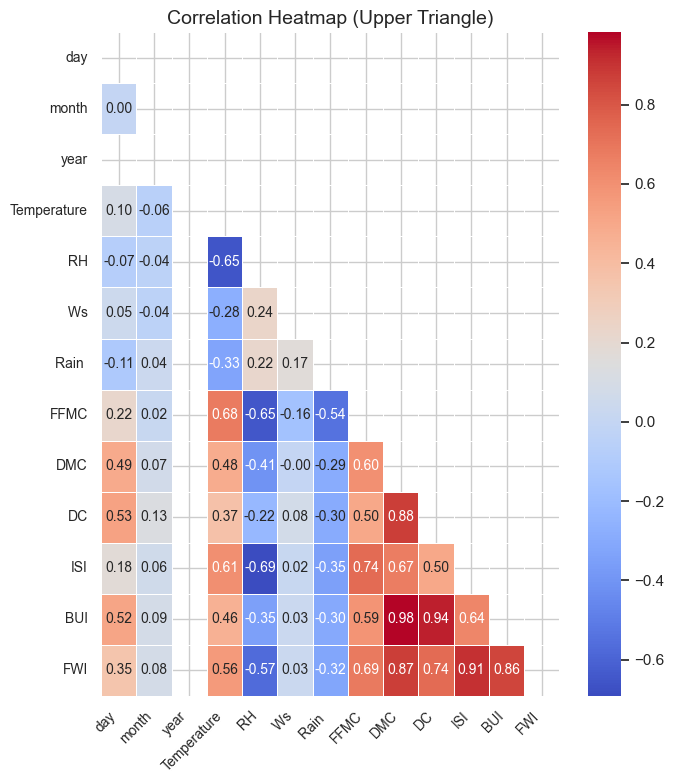 Correlation Heatmap (Upper Triangle)
day
month 0.00
year
Temperature 0.10 -0.06
RH -0.07 -0.04 -0.65
Ws 0.05 -0.04 -0.28 0.24
Rain -0.11 0.04 -0.33 0.22 0.17
FFMC 0.22 0.02 0.68 -0.65 -0.16 -0.54
DMC 0.49 0.07 0.48 -0.41 -0.00 -0.29 0.60
DC 0.53 0.13 0.37 -0.22 0.08 -0.30 0.50 0.88
ISI 0.18 0.06 0.61 -0.69 0.02 -0.35 0.74 0.67 0.50
BUI 0.52 0.09 0.46 -0.35 0.03 -0.30 0.59 0.98 0.94 0.64
FWI 0.35 0.08 0.56 -0.57 0.03 -0.32 0.69 0.87 0.74 0.91 0.86
day month year Temperature RH Ws Rain FFMC DMC DC ISI BUI FWI
0.8
0.6
0.4
0.2
0.0
−0.2
−0.4
−0.6